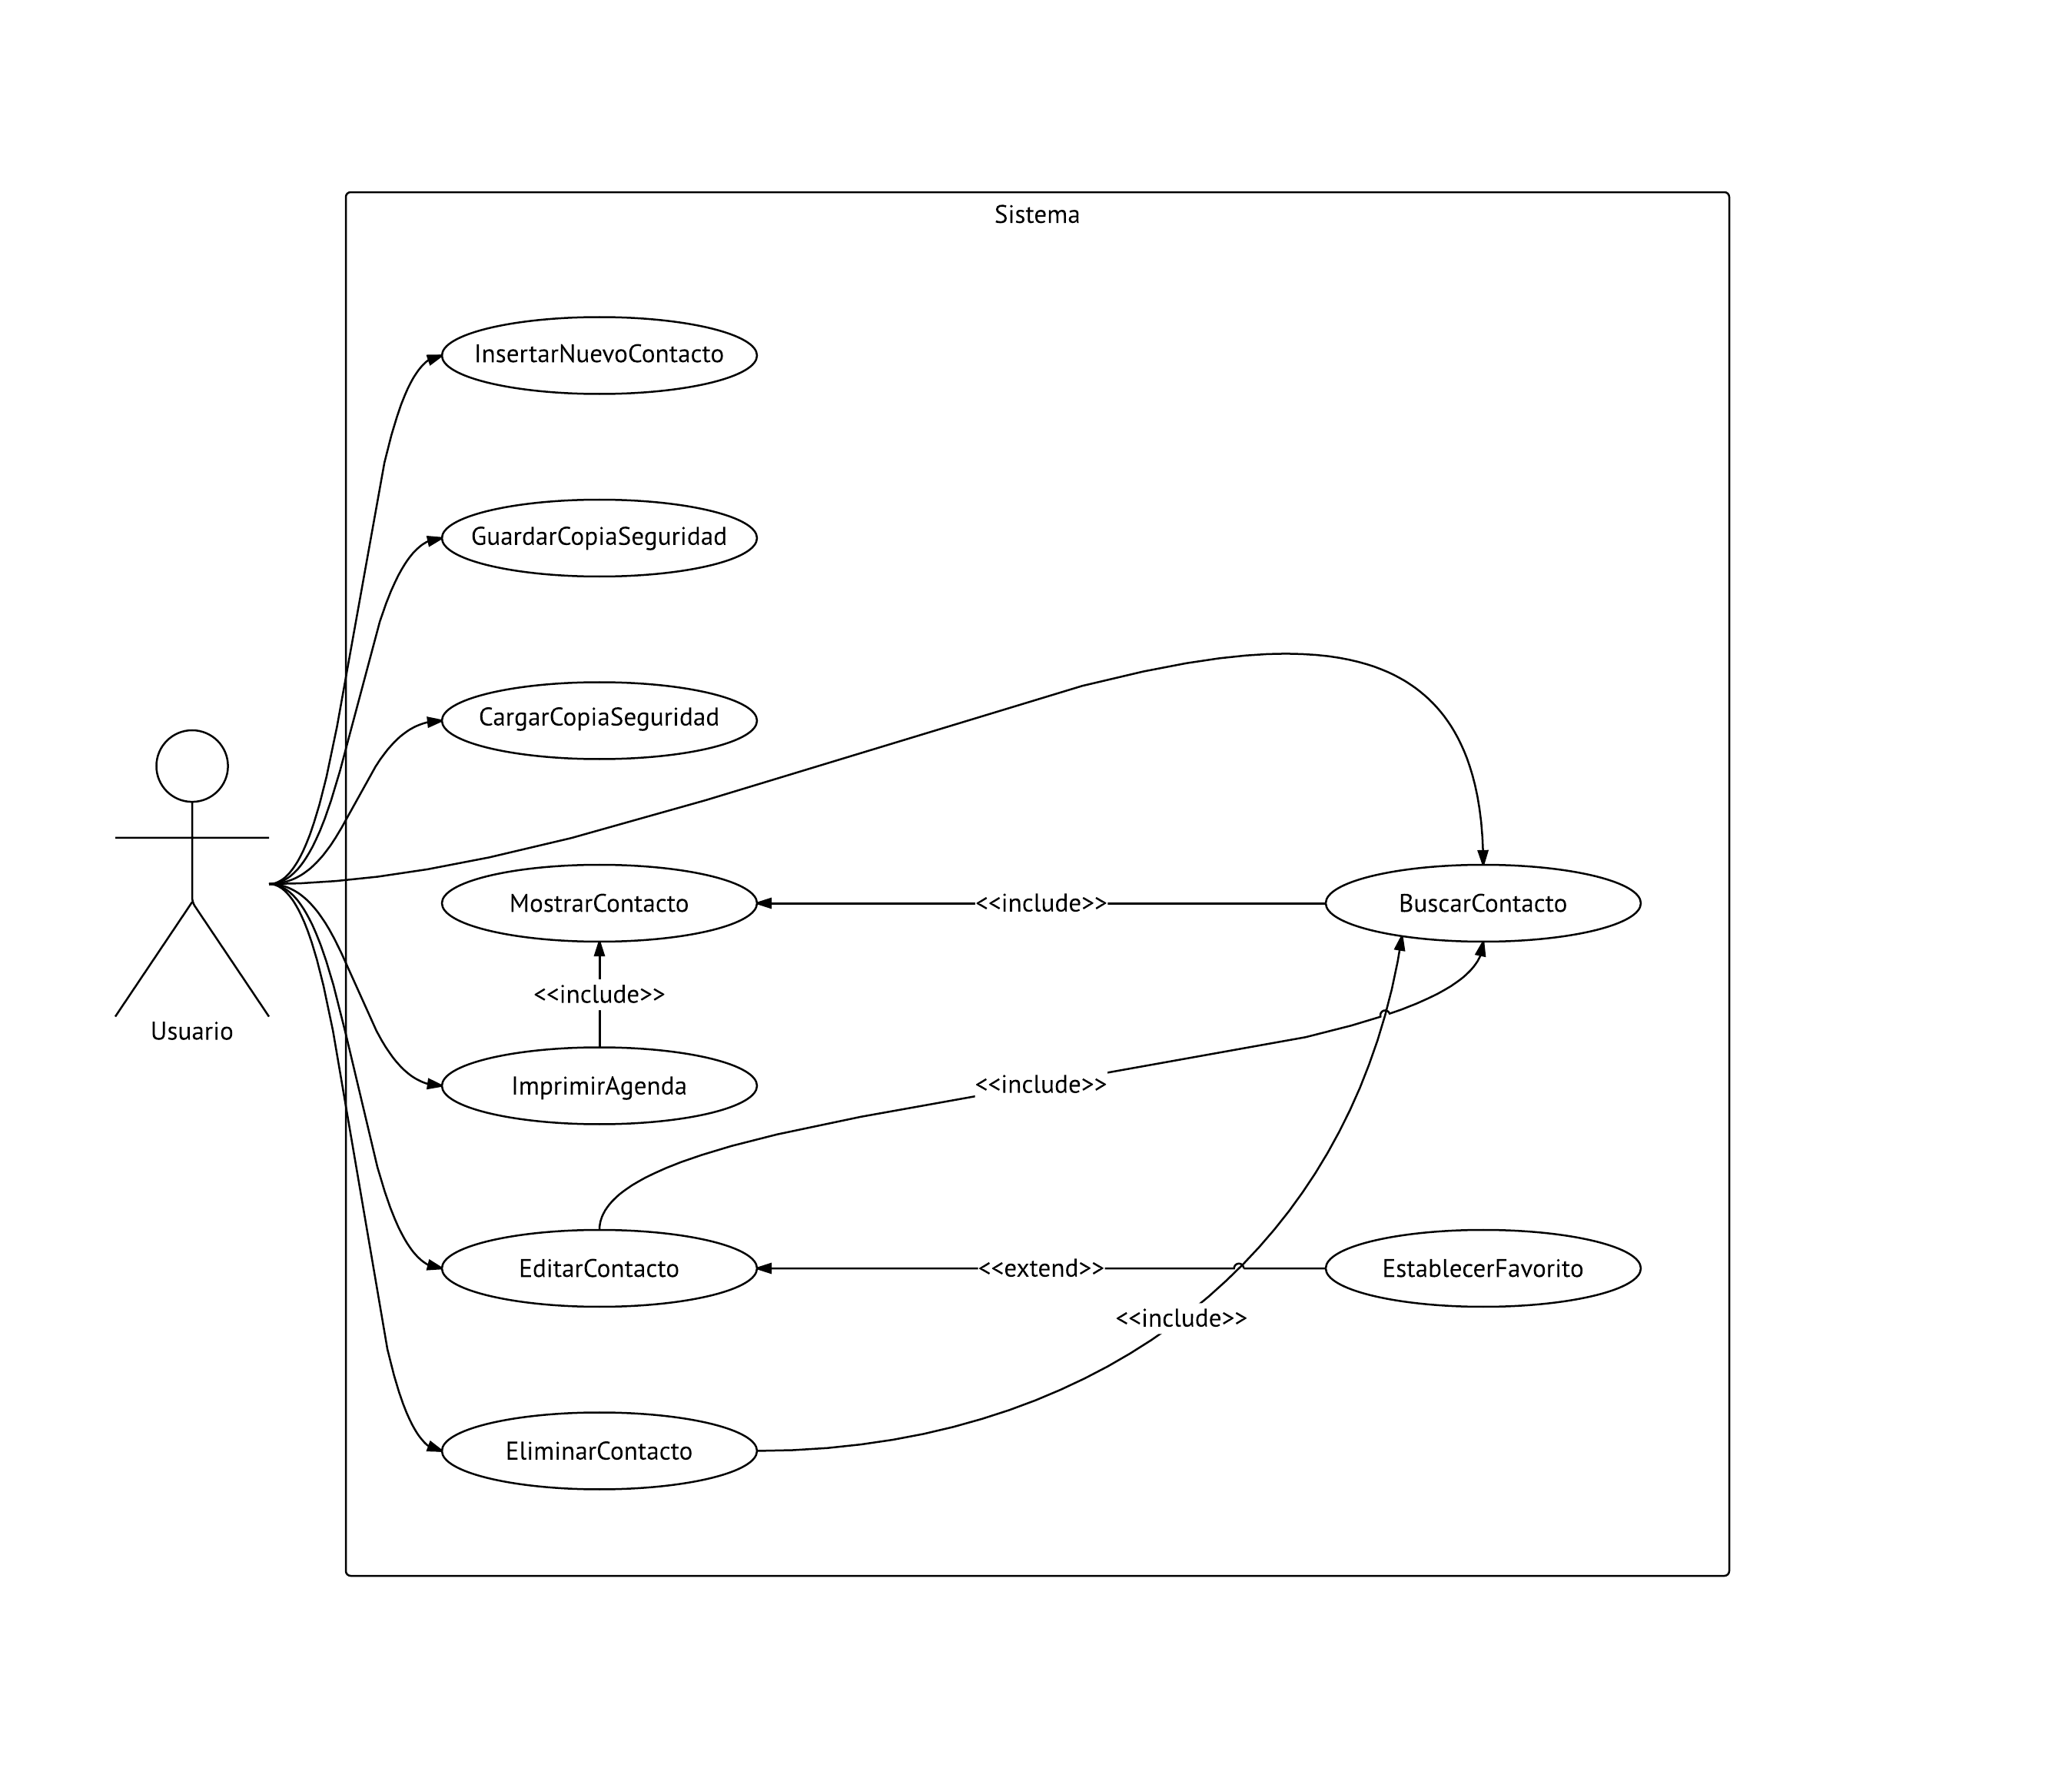 Sistema
InsertarNuevoContacto
GuardarCopiaSeguridad
CargarCopiaSeguridad
MostrarContacto
<<include>>
BuscarContacto
<<include>>
Usuario
ImprimirAgenda
<<include>>
EditarContacto
<<extend>>
EstablecerFavorito
<<include>>
EliminarContacto